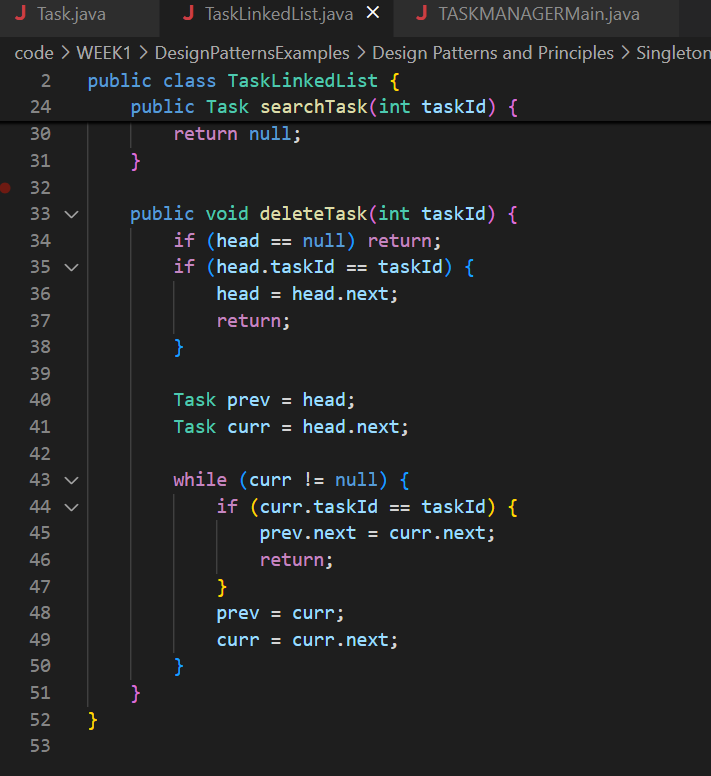 Task.java TaskLinkedList.java TASKMANAGERMain.java
code > WEEK1 > DesignPatternsExamples > Design Patterns and Principles > Singleton
2 public class TaskLinkedList {
24     public Task searchTask(int taskId) {
30         return null;
31     }
32
33     public void deleteTask(int taskId) {
34         if (head == null) return;
35         if (head.taskId == taskId) {
36             head = head.next;
37             return;
38         }
39
40         Task prev = head;
41         Task curr = head.next;
42
43         while (curr != null) {
44             if (curr.taskId == taskId) {
45                 prev.next = curr.next;
46                 return;
47             }
48             prev = curr;
49             curr = curr.next;
50         }
51     }
52 }
53